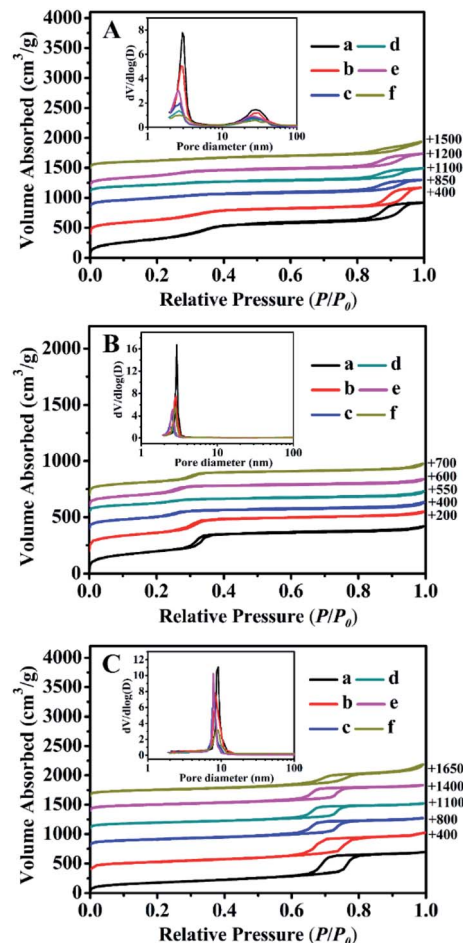 A
4000
3500
3000
2500
2000
1500
1000
500
0
Volume Absorbed (cm³/g)
dV/dlog(D)
8
6
4
2
0
1 10 100
Pore diameter (nm)
a d
b e
c f
+1500
+1200
+1100
+850
+400
0.0 0.2 0.4 0.6 0.8 1.0
Relative Pressure (P/P₀)
B
2000
1500
1000
500
0
Volume Absorbed (cm³/g)
dV/dlog(D)
16
12
8
4
0
1 10 100
Pore diameter (nm)
a d
b e
c f
+700
+600
+550
+400
+200
0.0 0.2 0.4 0.6 0.8 1.0
Relative Pressure (P/P₀)
C
4000
3500
3000
2500
2000
1500
1000
500
0
Volume Absorbed (cm³/g)
dV/dlog(D)
12
10
8
6
4
2
0
1 10 100
Pore diameter (nm)
a d
b e
c f
+1650
+1400
+1100
+800
+400
0.0 0.2 0.4 0.6 0.8 1.0
Relative Pressure (P/P₀)